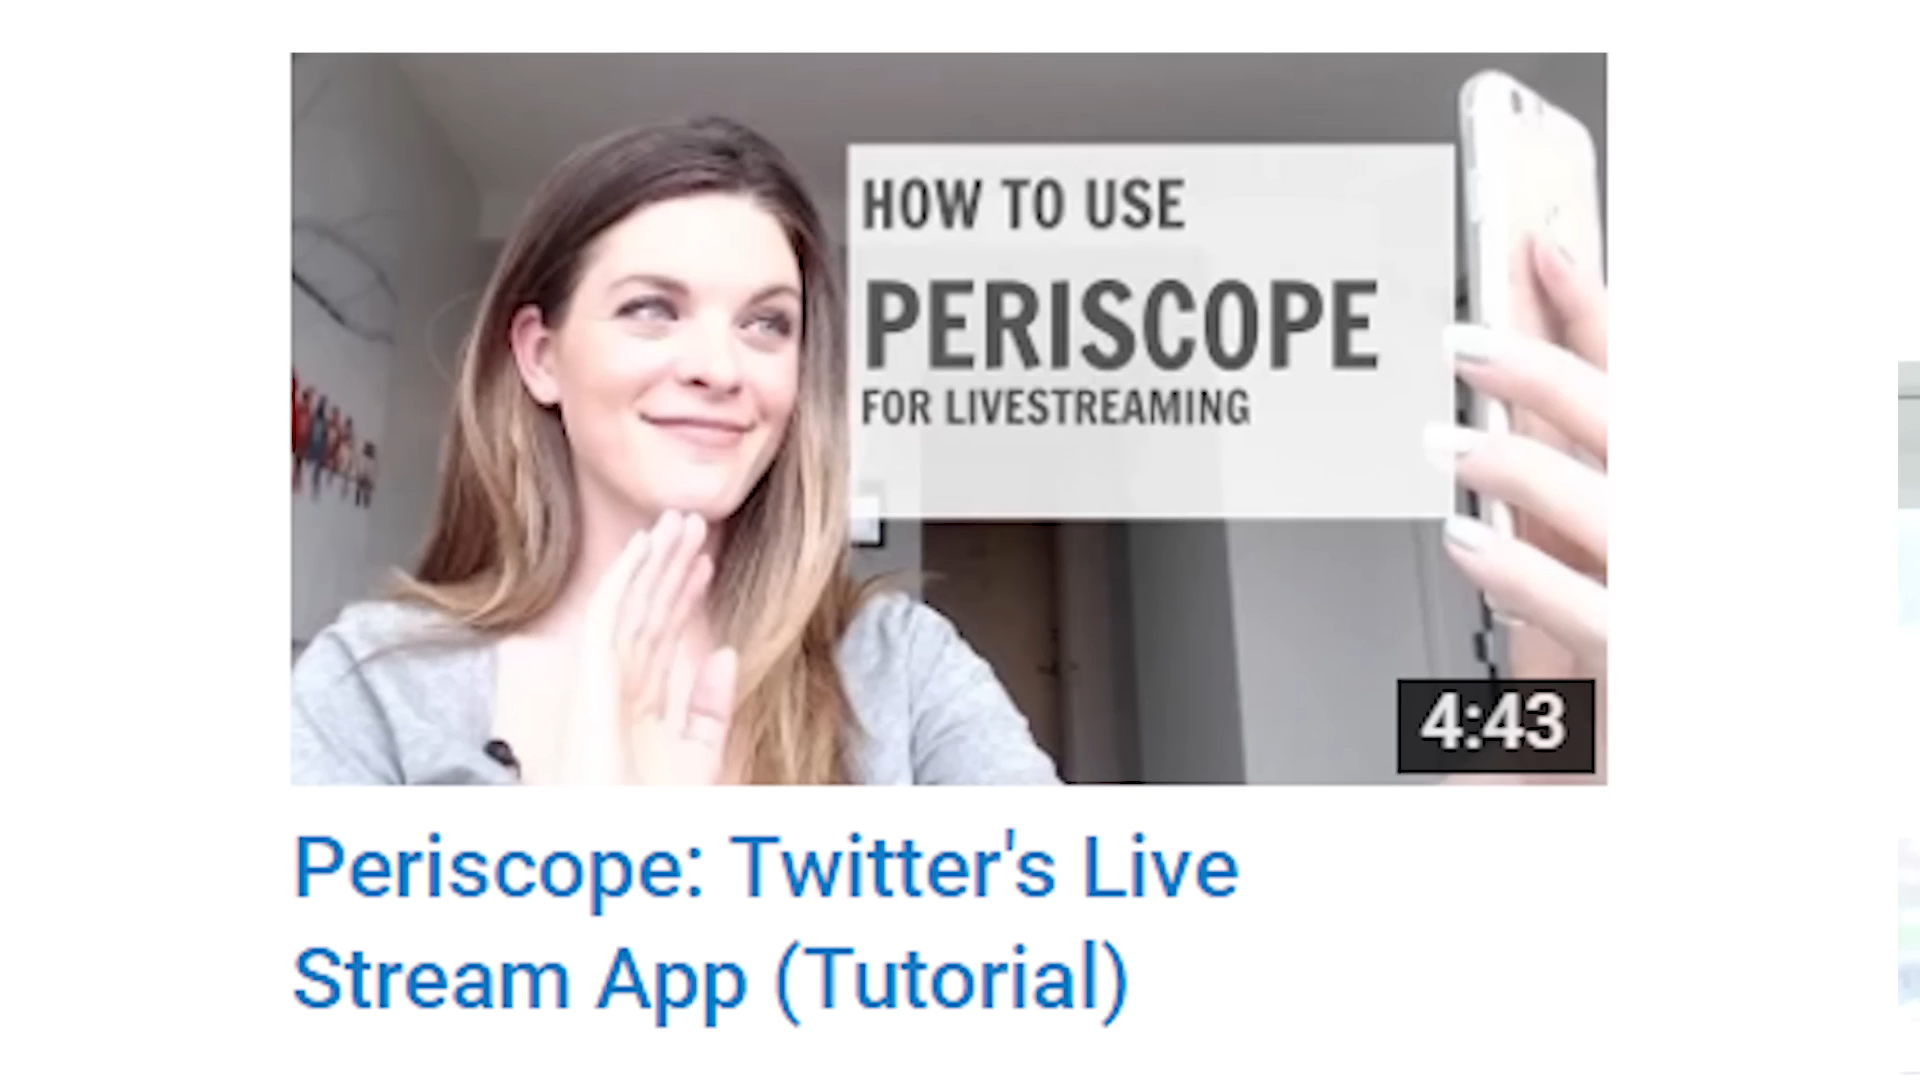 HOW TO USE
PERISCOPE
FOR LIVESTREAMING
4:43
Periscope: Twitter's Live
Stream App (Tutorial)